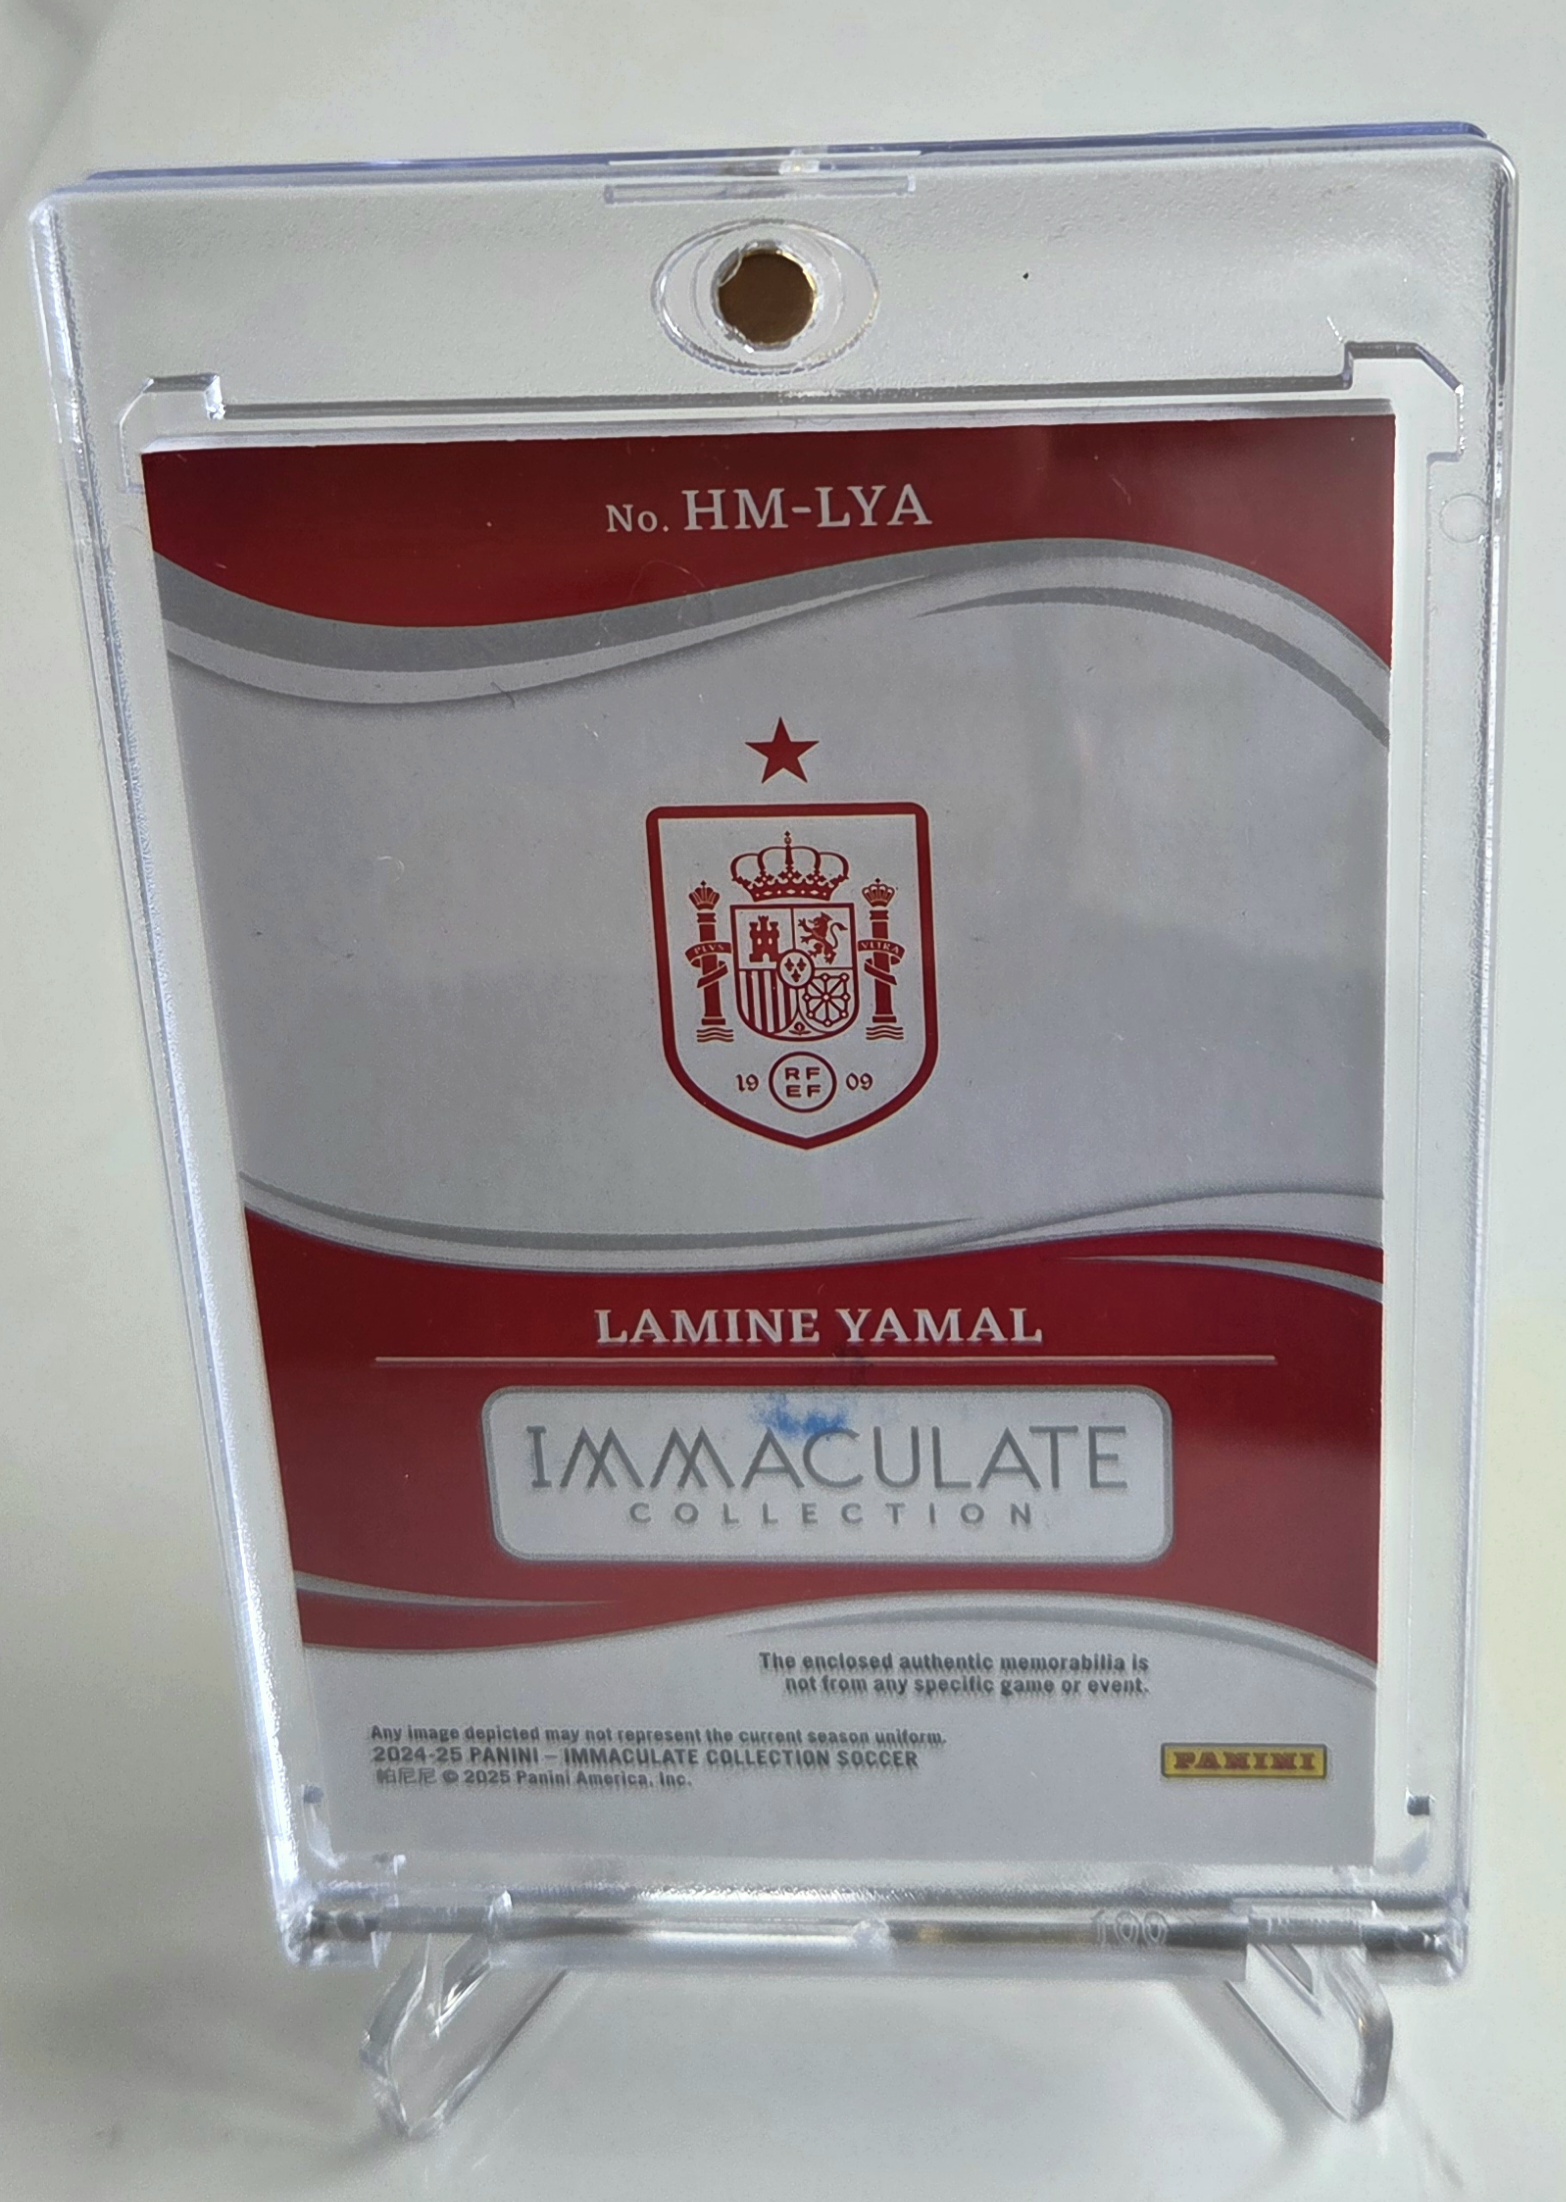 No. HM-LYA
PLVS VLTRA
19 RF 09
EF
LAMINE YAMAL
IMMACULATE
COLLECTION
The enclosed authentic memorabilia is
not from any specific game or event.
Any image depicted may not represent the current season uniform.
2024-25 PANINI – IMMACULATE COLLECTION SOCCER
帕尼尼 © 2025 Panini America, Inc.
PANINI
100